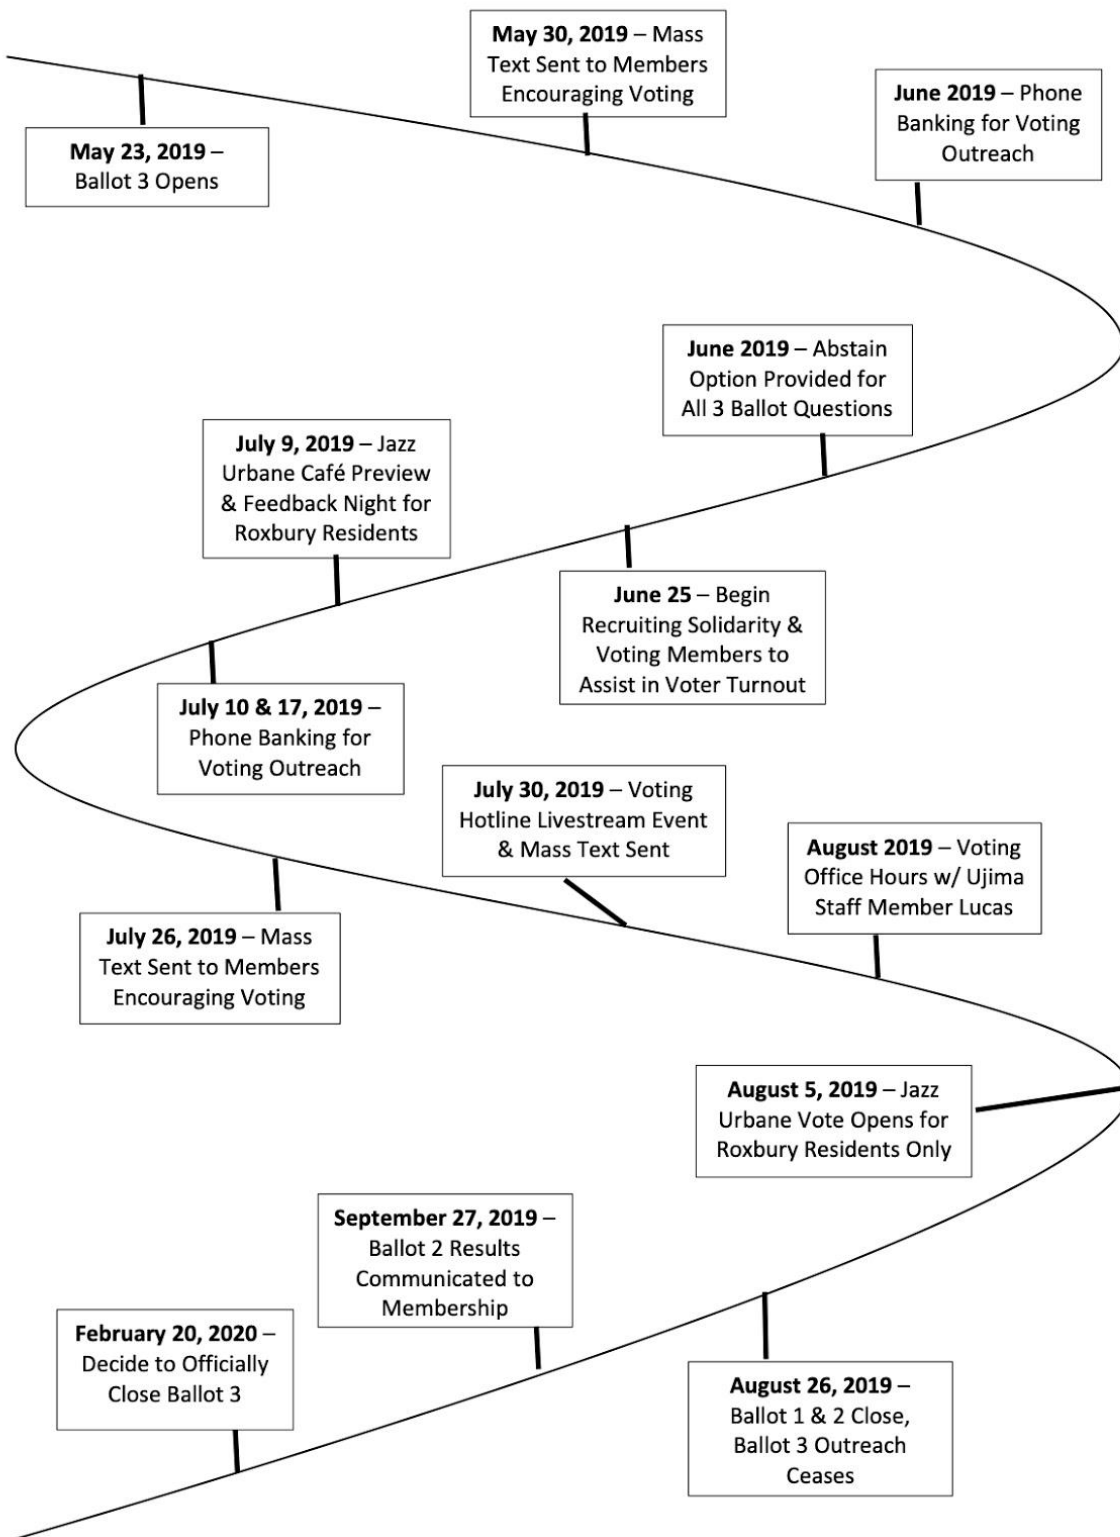 May 23, 2019 –
Ballot 3 Opens
May 30, 2019 – Mass
Text Sent to Members
Encouraging Voting
June 2019 – Phone
Banking for Voting
Outreach
June 2019 – Abstain
Option Provided for
All 3 Ballot Questions
June 25 – Begin
Recruiting Solidarity &
Voting Members to
Assist in Voter Turnout
July 9, 2019 – Jazz
Urbane Café Preview
& Feedback Night for
Roxbury Residents
July 10 & 17, 2019 –
Phone Banking for
Voting Outreach
July 26, 2019 – Mass
Text Sent to Members
Encouraging Voting
July 30, 2019 – Voting
Hotline Livestream Event
& Mass Text Sent
August 2019 – Voting
Office Hours w/ Ujima
Staff Member Lucas
August 5, 2019 – Jazz
Urbane Vote Opens for
Roxbury Residents Only
August 26, 2019 –
Ballot 1 & 2 Close,
Ballot 3 Outreach
Ceases
September 27, 2019 –
Ballot 2 Results
Communicated to
Membership
February 20, 2020 –
Decide to Officially
Close Ballot 3